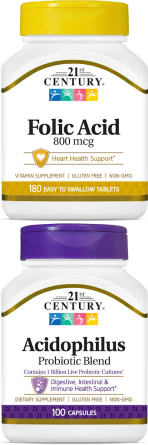 21ST
CENTURY®
Folic Acid
800 mcg
Heart Health Support*
VITAMIN SUPPLEMENT | GLUTEN FREE | NON-GMO
180 EASY TO SWALLOW TABLETS
21ST
CENTURY®
Acidophilus
Probiotic Blend
Contains 1 Billion Live Probiotic Cultures†
Digestive, Intestinal &
Immune Health Support*
DIETARY SUPPLEMENT | GLUTEN FREE | NON-GMO
100 CAPSULES